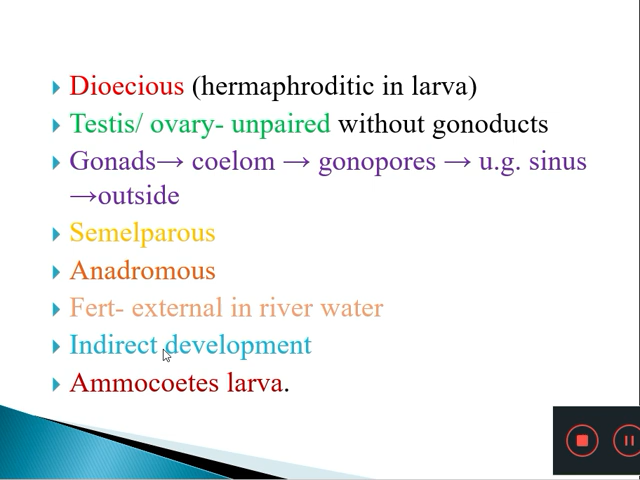 Dioecious (hermaphroditic in larva)
Testis/ ovary- unpaired without gonoducts
Gonads→ coelom → gonopores → u.g. sinus
→outside
Semelparous
Anadromous
Fert- external in river water
Indirect development
Ammocoetes larva.